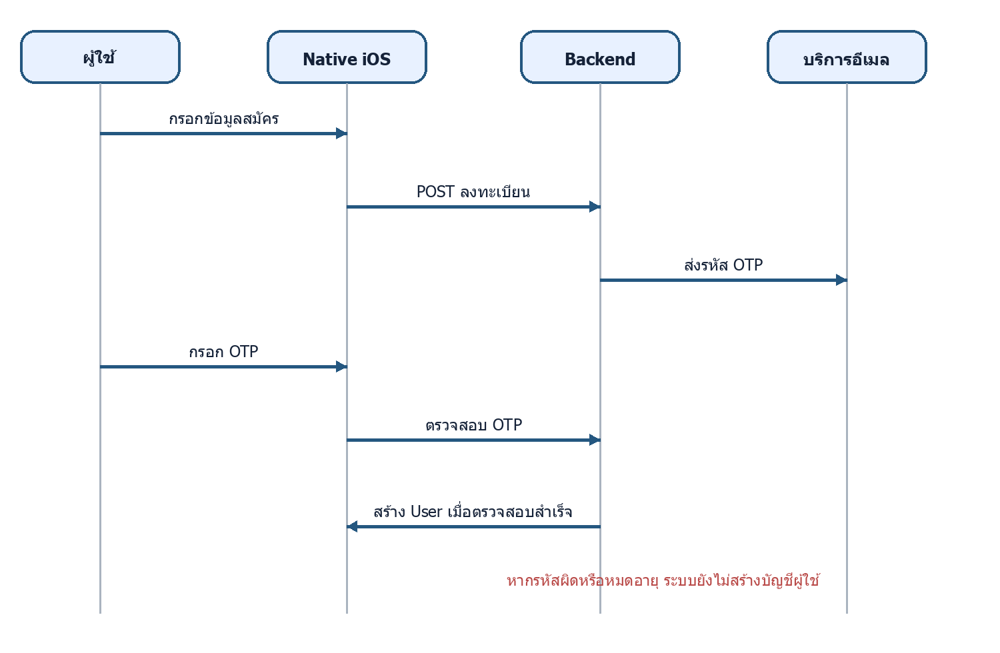 ผู้ใช้
Native iOS
Backend
บริการอีเมล
กรอกข้อมูลสมัคร
POST ลงทะเบียน
ส่งรหัส OTP
กรอก OTP
ตรวจสอบ OTP
สร้าง User เมื่อตรวจสอบสำเร็จ
หากรหัสผิดหรือหมดอายุ ระบบยังไม่สร้างบัญชีผู้ใช้